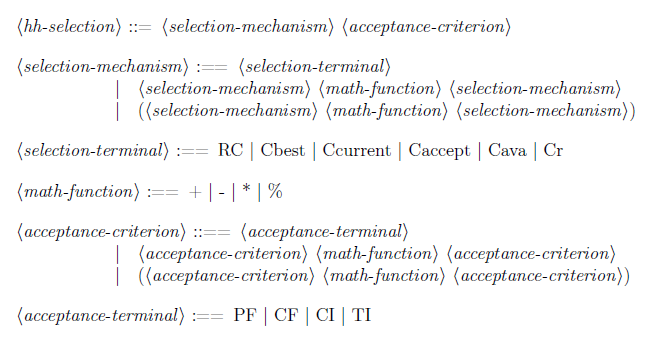 ⟨hh-selection⟩ ::= ⟨selection-mechanism⟩ ⟨acceptance-criterion⟩
⟨selection-mechanism⟩ :== ⟨selection-terminal⟩
| ⟨selection-mechanism⟩ ⟨math-function⟩ ⟨selection-mechanism⟩
| (⟨selection-mechanism⟩ ⟨math-function⟩ ⟨selection-mechanism⟩)
⟨selection-terminal⟩ :== RC | Cbest | Ccurrent | Caccept | Cava | Cr
⟨math-function⟩ :== + | - | * | %
⟨acceptance-criterion⟩ ::== ⟨acceptance-terminal⟩
| ⟨acceptance-criterion⟩ ⟨math-function⟩ ⟨acceptance-criterion⟩
| (⟨acceptance-criterion⟩ ⟨math-function⟩ ⟨acceptance-criterion⟩)
⟨acceptance-terminal⟩ :== PF | CF | CI | TI